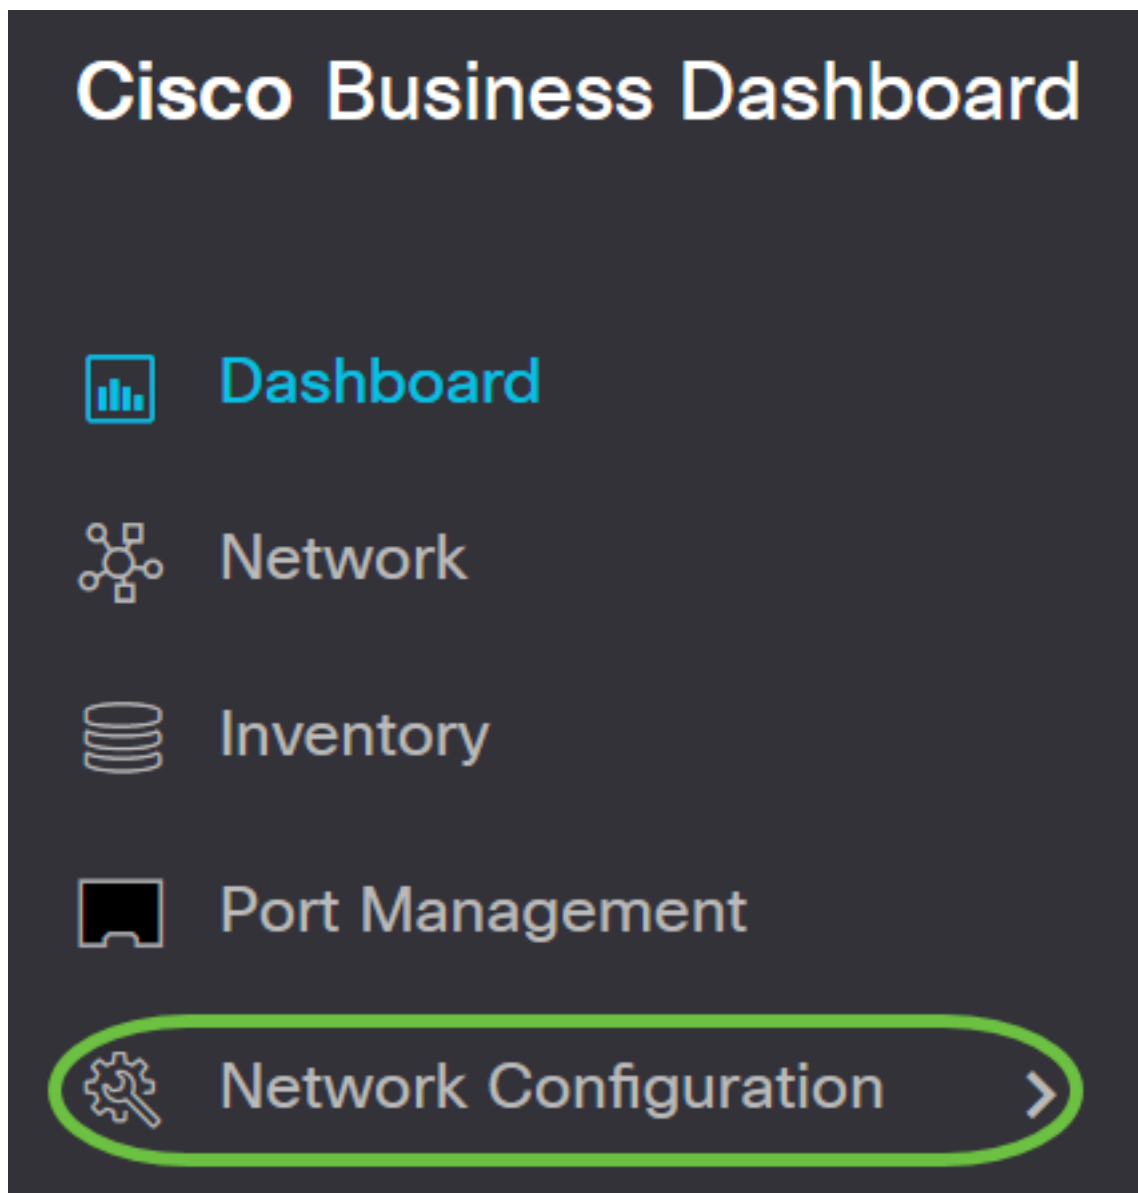 Cisco Business Dashboard
Dashboard
Network
Inventory
Port Management
Network Configuration